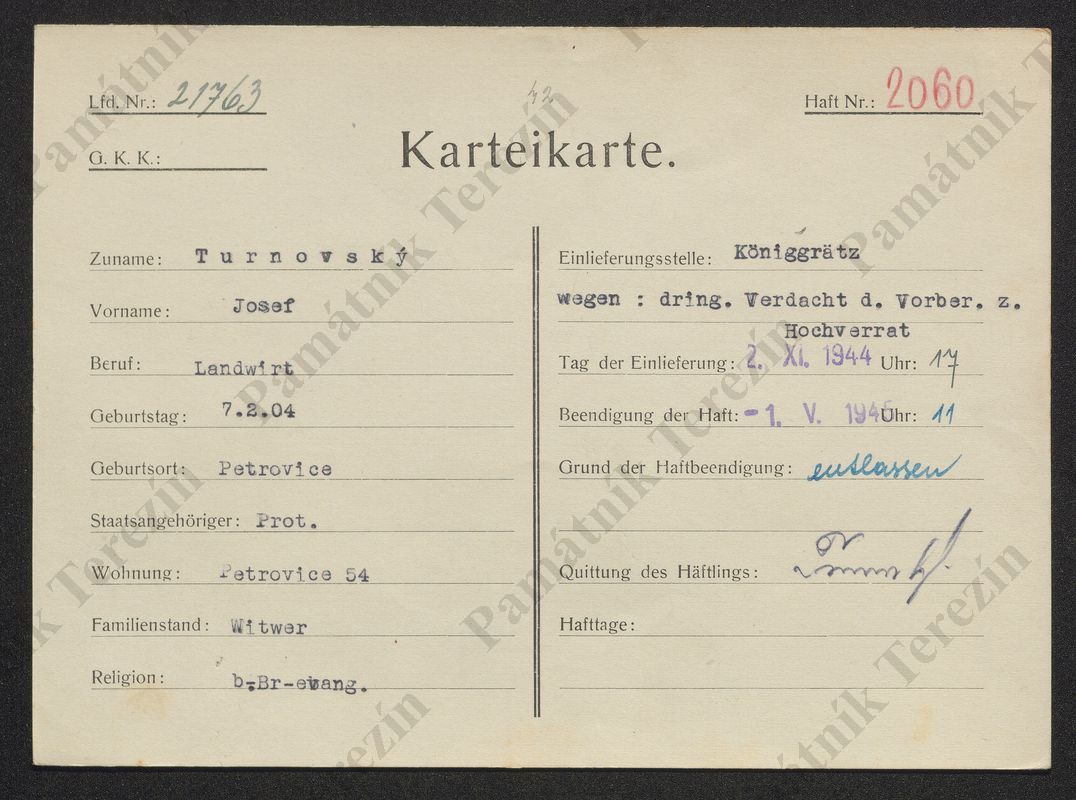 Lfd. Nr.: 21763
42
Haft Nr.: 2060
G. K. K.:
Karteikarte.
Zuname: Turnovský
Vorname: Josef
Beruf: Landwirt
Geburtstag: 7.2.04
Geburtsort: Petrovice
Staatsangehöriger: Prot.
Wohnung: Petrovice 54
Familienstand: Witwer
Religion: b.Br-evang.
Einlieferungsstelle: Königgrätz
wegen : dring. Verdacht d. Vorber. z.
Hochverrat
Tag der Einlieferung: 2. XI. 1944 Uhr: 17
Beendigung der Haft: -1. V. 1945 Uhr: 11
Grund der Haftbeendigung: entlassen
Quittung des Häftlings:
Hafttage:
Památník Terezín